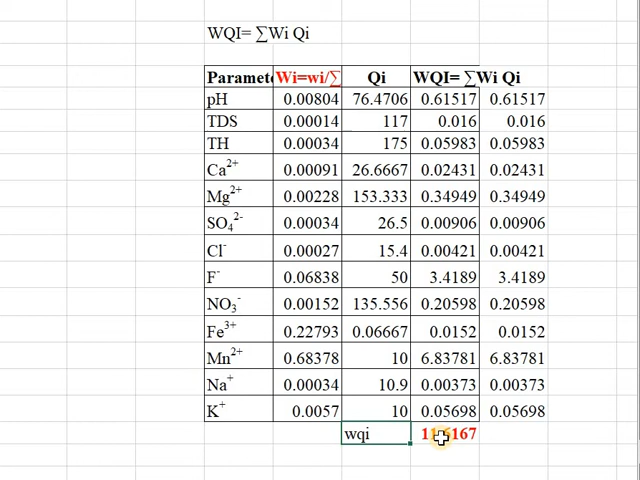 WQI= ∑Wi Qi
Paramete Wi=wi/∑ Qi WQI= ∑Wi Qi
pH 0.00804 76.4706 0.61517 0.61517
TDS 0.00014 117 0.016 0.016
TH 0.00034 175 0.05983 0.05983
Ca²⁺ 0.00091 26.6667 0.02431 0.02431
Mg²⁺ 0.00228 153.333 0.34949 0.34949
SO₄²⁻ 0.00034 26.5 0.00906 0.00906
Cl⁻ 0.00027 15.4 0.00421 0.00421
F⁻ 0.06838 50 3.4189 3.4189
NO₃⁻ 0.00152 135.556 0.20598 0.20598
Fe³⁺ 0.22793 0.06667 0.0152 0.0152
Mn²⁺ 0.68378 10 6.83781 6.83781
Na⁺ 0.00034 10.9 0.00373 0.00373
K⁺ 0.0057 10 0.05698 0.05698
wqi